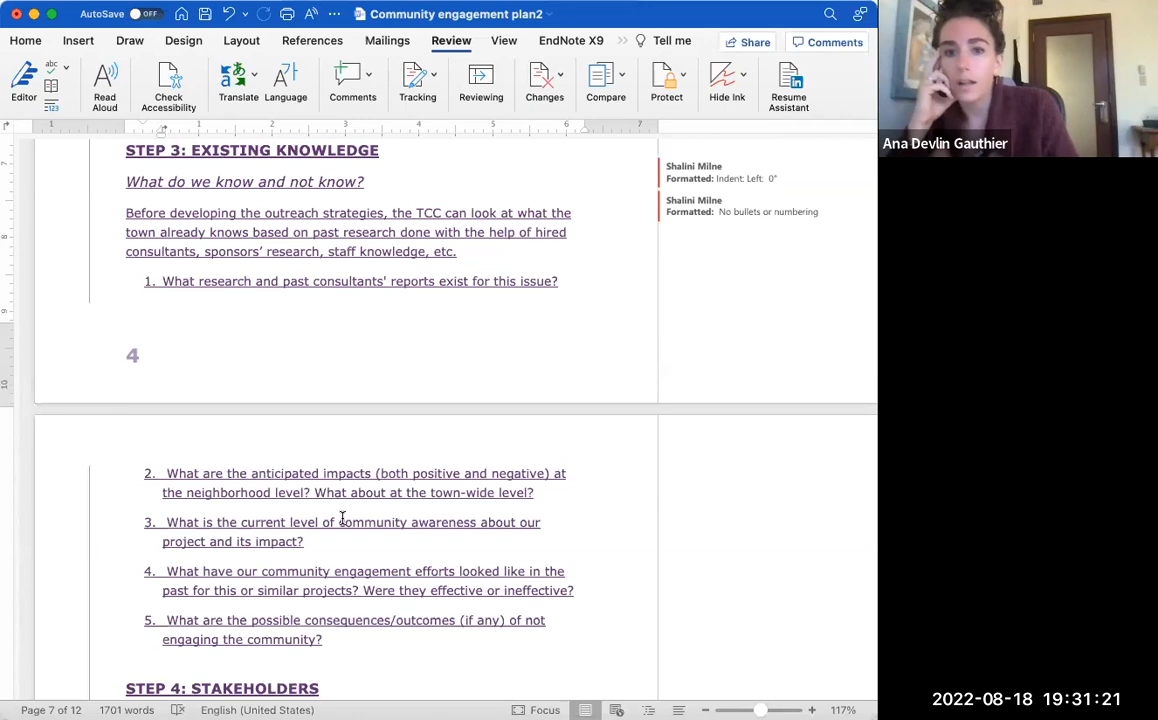 AutoSave OFF
Community engagement plan2
Home Insert Draw Design Layout References Mailings Review View EndNote X9 Tell me Share Comments
Editor Read Aloud Check Accessibility Translate Language Comments Tracking Reviewing Changes Compare Protect Hide Ink Resume Assistant
STEP 3: EXISTING KNOWLEDGE
What do we know and not know?
Before developing the outreach strategies, the TCC can look at what the
town already knows based on past research done with the help of hired
consultants, sponsors’ research, staff knowledge, etc.
1. What research and past consultants' reports exist for this issue?
4
2. What are the anticipated impacts (both positive and negative) at
the neighborhood level? What about at the town-wide level?
3. What is the current level of community awareness about our
project and its impact?
4. What have our community engagement efforts looked like in the
past for this or similar projects? Were they effective or ineffective?
5. What are the possible consequences/outcomes (if any) of not
engaging the community?
STEP 4: STAKEHOLDERS
Shalini Milne
Formatted: Indent: Left: 0"
Shalini Milne
Formatted: No bullets or numbering
Page 7 of 12 1701 words English (United States) Focus 117%
Ana Devlin Gauthier
2022-08-18 19:31:21